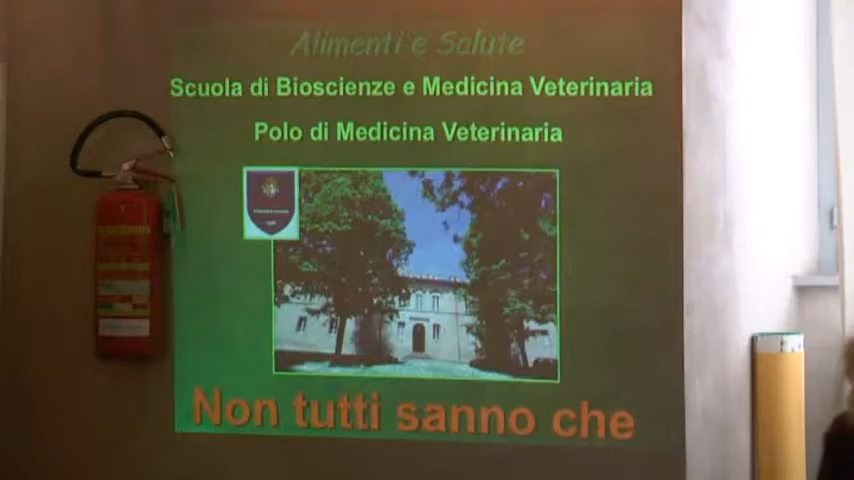 Alimenti e Salute
Scuola di Bioscienze e Medicina Veterinaria
Polo di Medicina Veterinaria
Non tutti sanno che